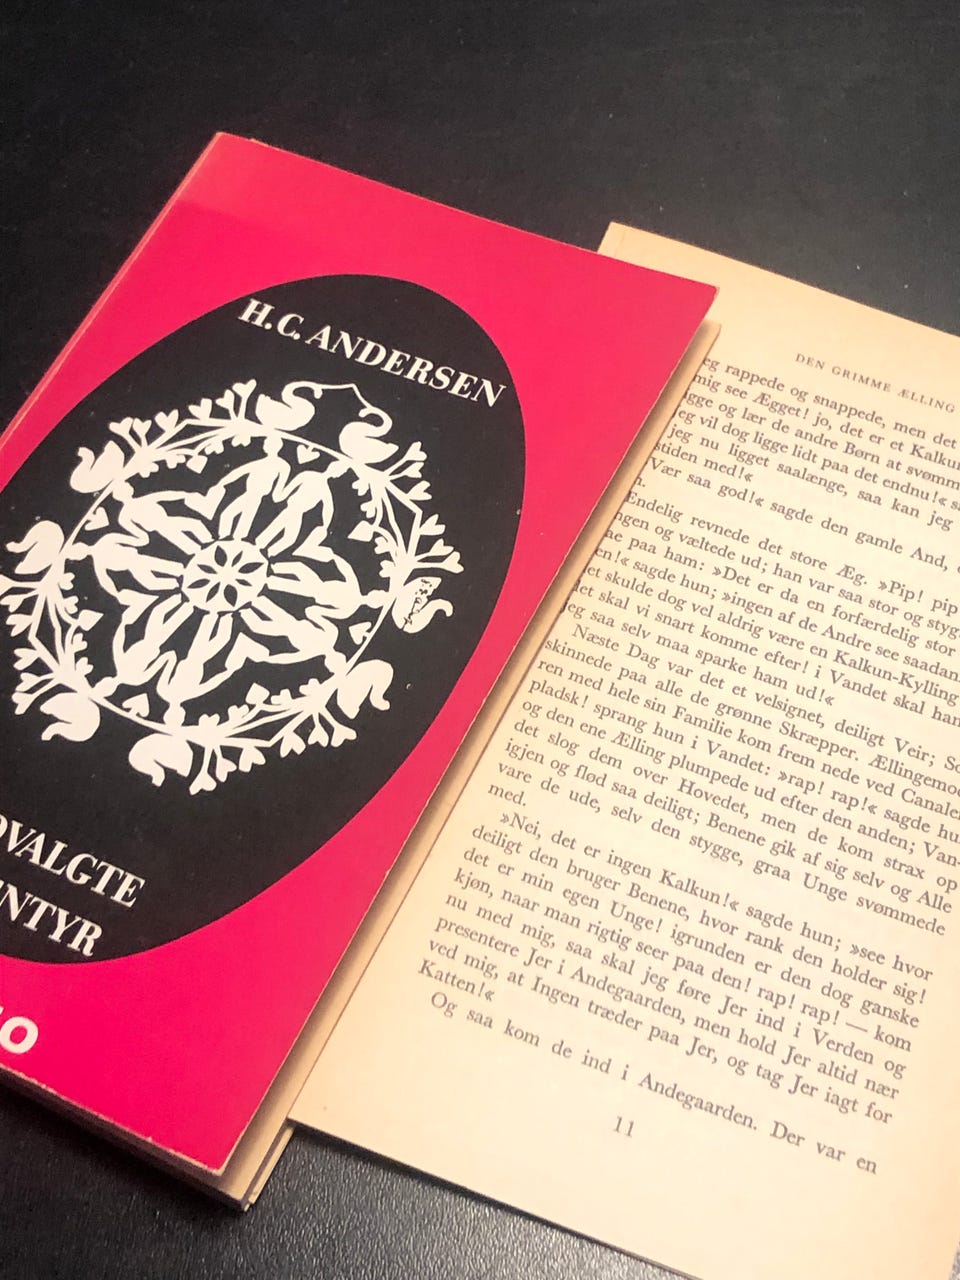 H.C. ANDERSEN
DVALGTE
NTYR
O
DEN GRIMME ÆLLING
eg rappede og snappede, men det
mig see Ægget! jo, det er et Kalkun
gge og lær de andre Børn at svømm
jeg vil dog ligge lidt paa det endnu!« s
jeg nu ligget saalænge, saa kan jeg
stiden med!«
Vær saa god!« sagde den gamle And,
n.
Endelig revnede det store Æg. »Pip! pip
ngen og væltede ud; han var saa stor og styg
ae paa ham: »Det er da en forfærdelig stor
en!« sagde hun; »ingen af de Andre see saadan
et skulde dog vel aldrig være en Kalkun-Kylling
det skal vi snart komme efter! i Vandet skal han
jeg saa selv maa sparke ham ud!«
Næste Dag var det et velsignet, deiligt Veir; So
skinnede paa alle de grønne Skræpper. Ællingemod
ren med hele sin Familie kom frem nede ved Canalen
pladsk! sprang hun i Vandet: »rap! rap!« sagde hu
og den ene Ælling plumpede ud efter den anden; Van-
det slog dem over Hovedet, men de kom strax op
igjen og flød saa deiligt; Benene gik af sig selv og Alle
vare de ude, selv den stygge, graa Unge svømmede
med.
»Nei, det er ingen Kalkun!« sagde hun; »see hvor
deiligt den bruger Benene, hvor rank den holder sig!
det er min egen Unge! igrunden er den dog ganske
kjøn, naar man rigtig seer paa den! rap! rap! — kom
nu med mig, saa skal jeg føre Jer ind i Verden og
presentere Jer i Andegaarden, men hold Jer altid nær
ved mig, at Ingen træder paa Jer, og tag Jer iagt for
Katten!«
Og saa kom de ind i Andegaarden. Der var en
11